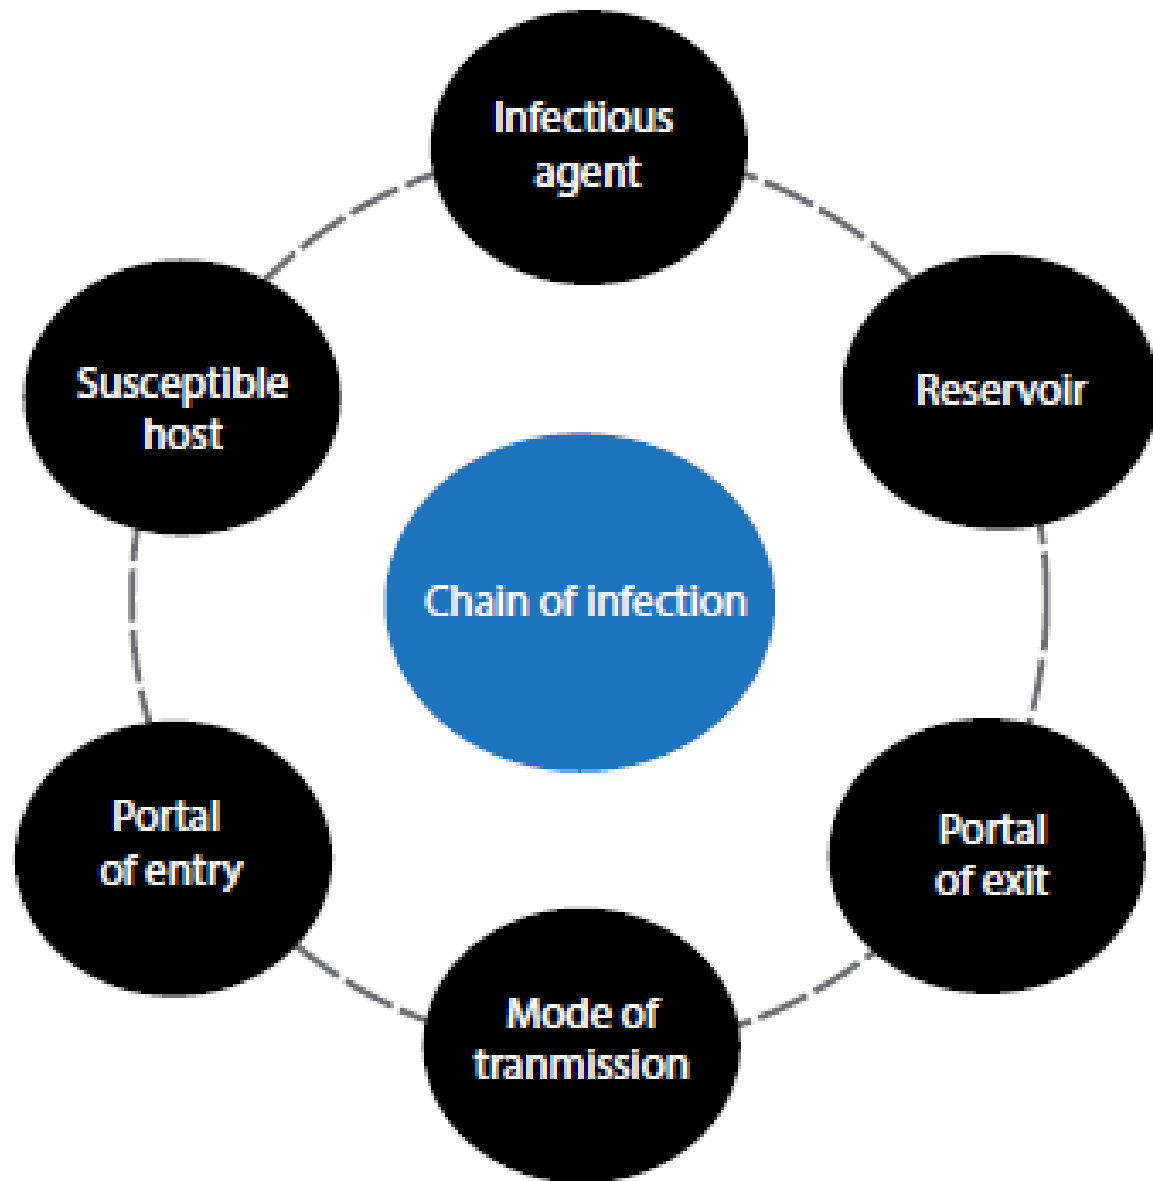 Infectious
agent
Reservoir
Portal
of exit
Mode of
tranmission
Portal
of entry
Susceptible
host
Chain of infection